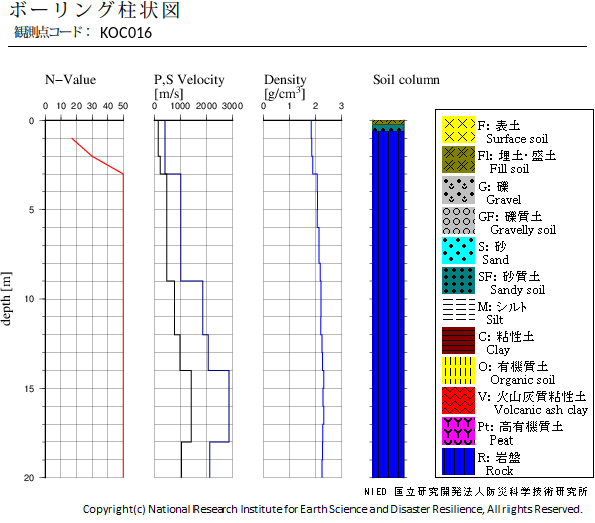 ボーリング柱状図
観測点コード： KOC016
N−Value P,S Velocity Density Soil column
[m/s] [g/cm³]
0 10 20 30 40 50 0 1000 2000 3000 0 1 2 3
0
5
10
15
20
depth [m]
F: 表土
Surface soil
Fl: 埋土・盛土
Fill soil
G: 礫
Gravel
GF: 礫質土
Gravelly soil
S: 砂
Sand
SF: 砂質土
Sandy soil
M: シルト
Silt
C: 粘性土
Clay
O: 有機質土
Organic soil
V: 火山灰質粘性土
Volcanic ash clay
Pt: 高有機質土
Peat
R: 岩盤
Rock
NIED 国立研究開発法人防災科学技術研究所
Copyright(c) National Research Institute for Earth Science and Disaster Resilience, All rights Reserved.